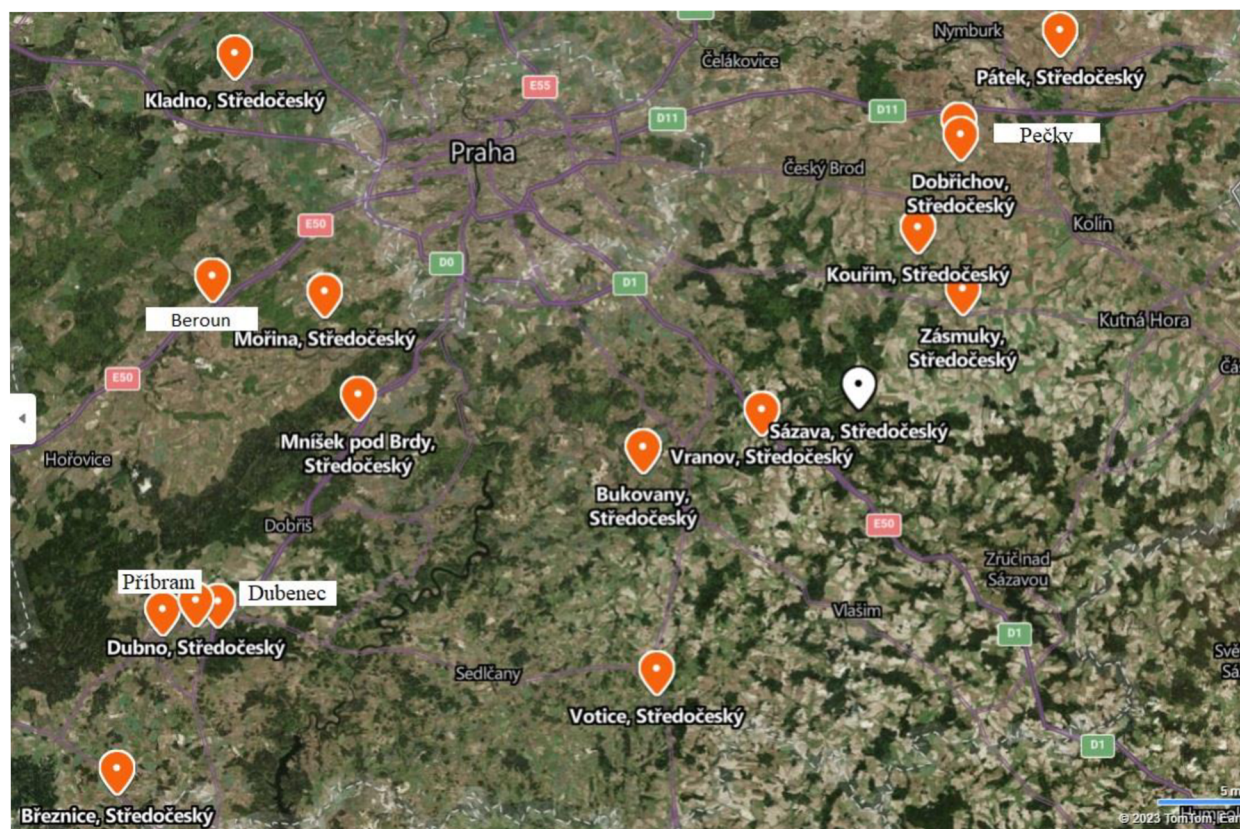 Nymburk
Pátek, Středočeský
Čelákovice
Kladno, Středočeský
E55
D11
D11
Pečky
Praha
Český Brod
Dobřichov,
Středočeský
Kolín
E50
D0
D1
Kouřim, Středočeský
Beroun
Mořina, Středočeský
Zásmuky,
Středočeský
Kutná Hora
E50
Mníšek pod Brdy,
Středočeský
Hořovice
Sázava, Středočeský
Vranov, Středočeský
Bukovany,
Středočeský
Dobříš
E50
Zruč nad
Sázavou
Příbram
Dubenec
Dubno, Středočeský
Vlašim
D1
Sedlčany
Votice, Středočeský
D1
Březnice, Středočeský
5 m
© 2023 TomTom, Ear